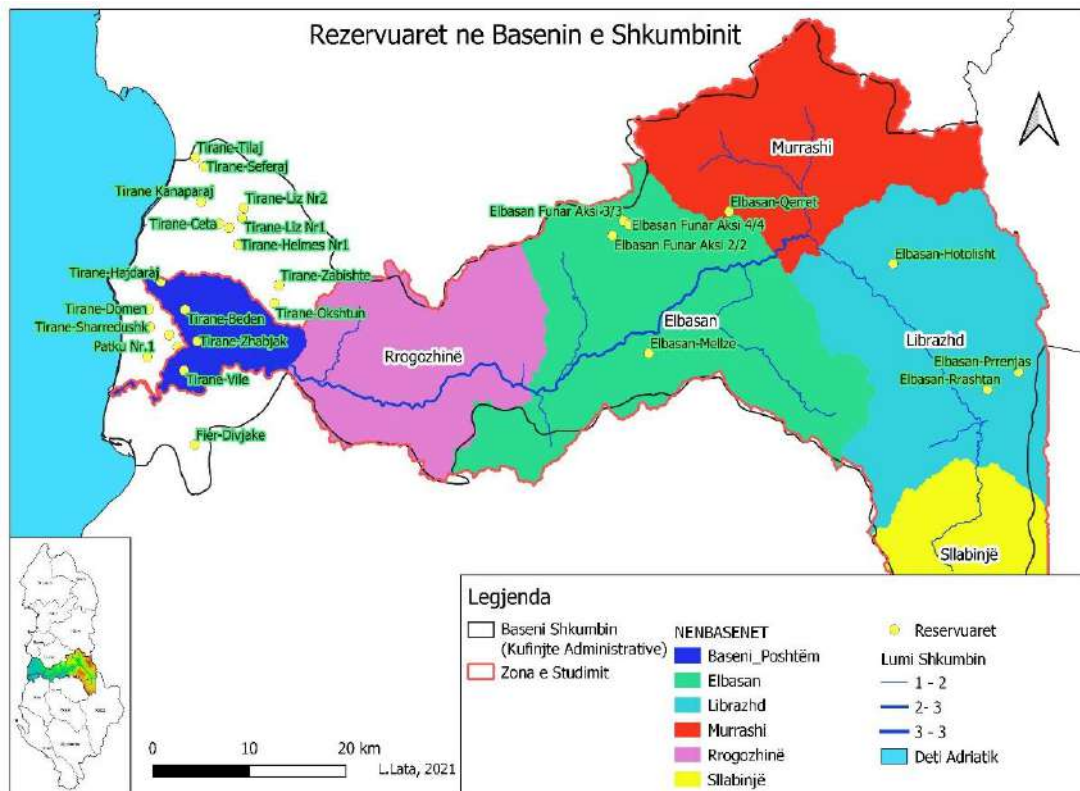 Rezervuaret ne Basenin e Shkumbinit
Tirane-Tilaj
Tirane-Seferaj
Tirane Kanaparaj
Tirane-Liz Nr2
Tirane-Ceta
Tirane-Liz Nr1
Tirane-Helmes Nr1
Tirane-Hajdaraj
Tirane-Zabishte
Tirane-Domen
Tirane-Beden
Tirane-Okshtun
Tirane-Sharredushk
Tirane-Zhabjak
Patku Nr.1
Tirane-Vile
Fier-Divjake
Murrashi
Elbasan-Qerret
Elbasan Funar Aksi 3/3
Elbasan Funar Aksi 4/4
Elbasan Funar Aksi 2/2
Elbasan-Hotolisht
Elbasan
Rrogozhinë
Elbasan-Mellze
Librazhd
Elbasan-Prrenjas
Elbasan-Rrashtan
Sllabinjë
Legjenda
Baseni Shkumbin
(Kufinjte Administrative)
Zona e Studimit
NENBASENET
Baseni_Poshtëm
Elbasan
Librazhd
Murrashi
Rrogozhinë
Sllabinjë
Reservuaret
Lumi Shkumbin
1 - 2
2- 3
3 - 3
Deti Adriatik
0 10 20 km
L.Lata, 2021